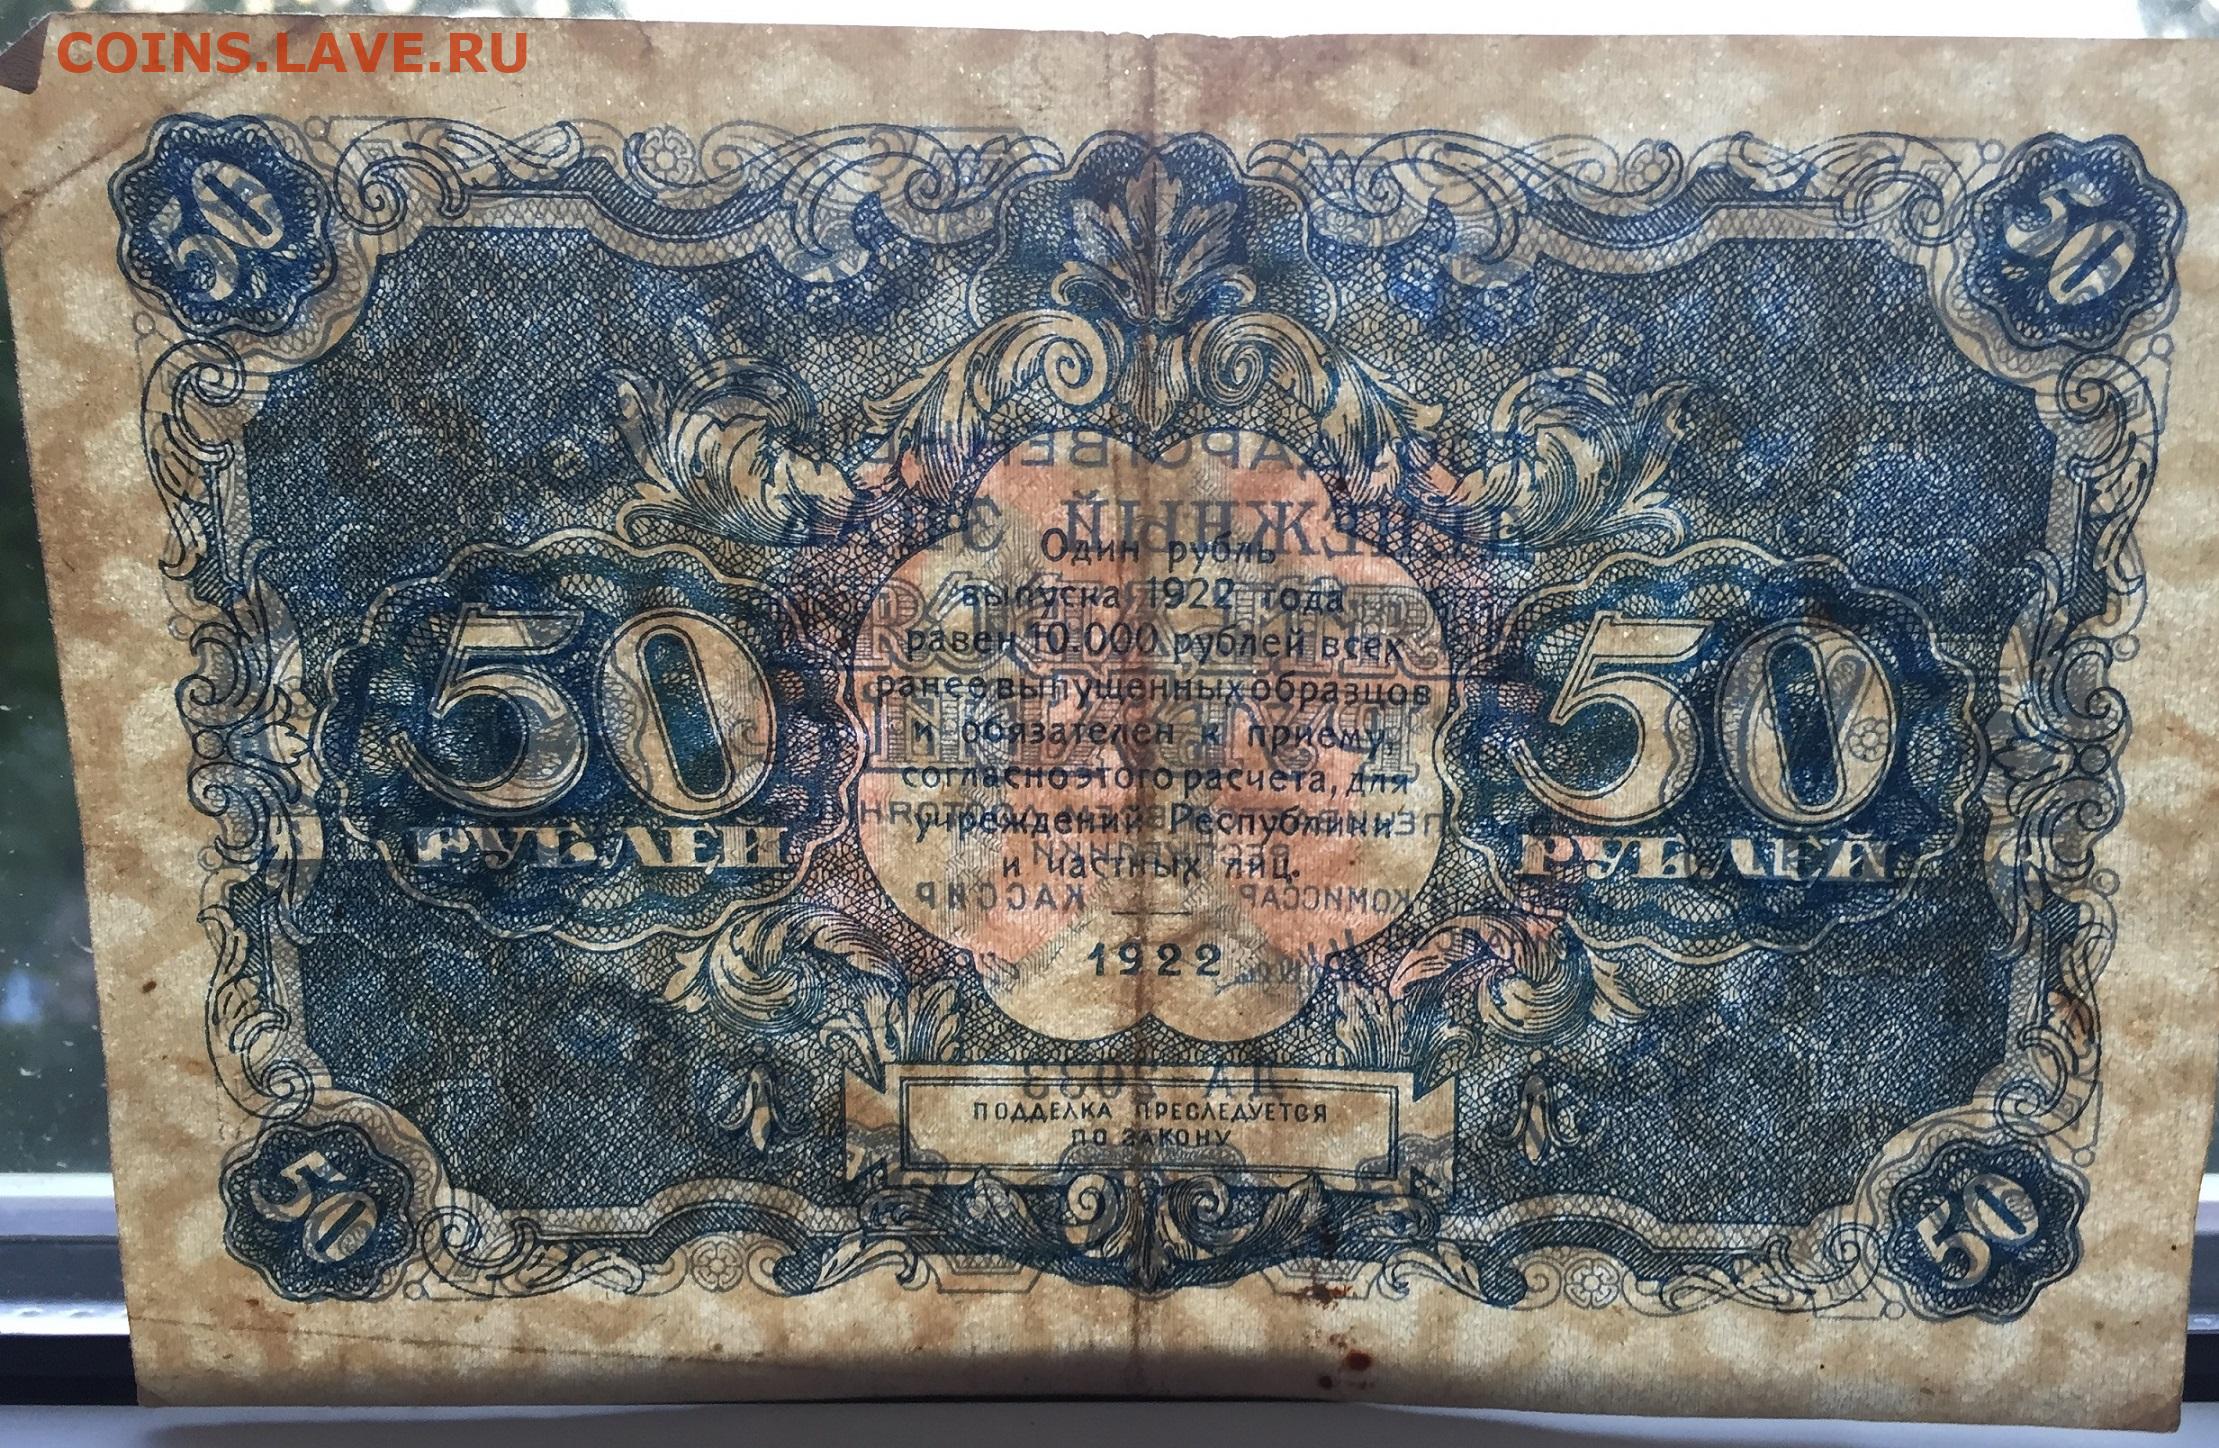 COINS.LAVE.RU
50
50
Один рубль
выпуска 1922 года
равен 10.000 рублей всех
ранее выпущенных образцов
и обязателен к приему,
согласно этого расчета, для
учреждений Республики
и частных лиц.
50
РУБЛЕЙ
50
РУБЛЕЙ
1922
ПОДДЕЛКА ПРЕСЛЕДУЕТСЯ
ПО ЗАКОНУ
50
50